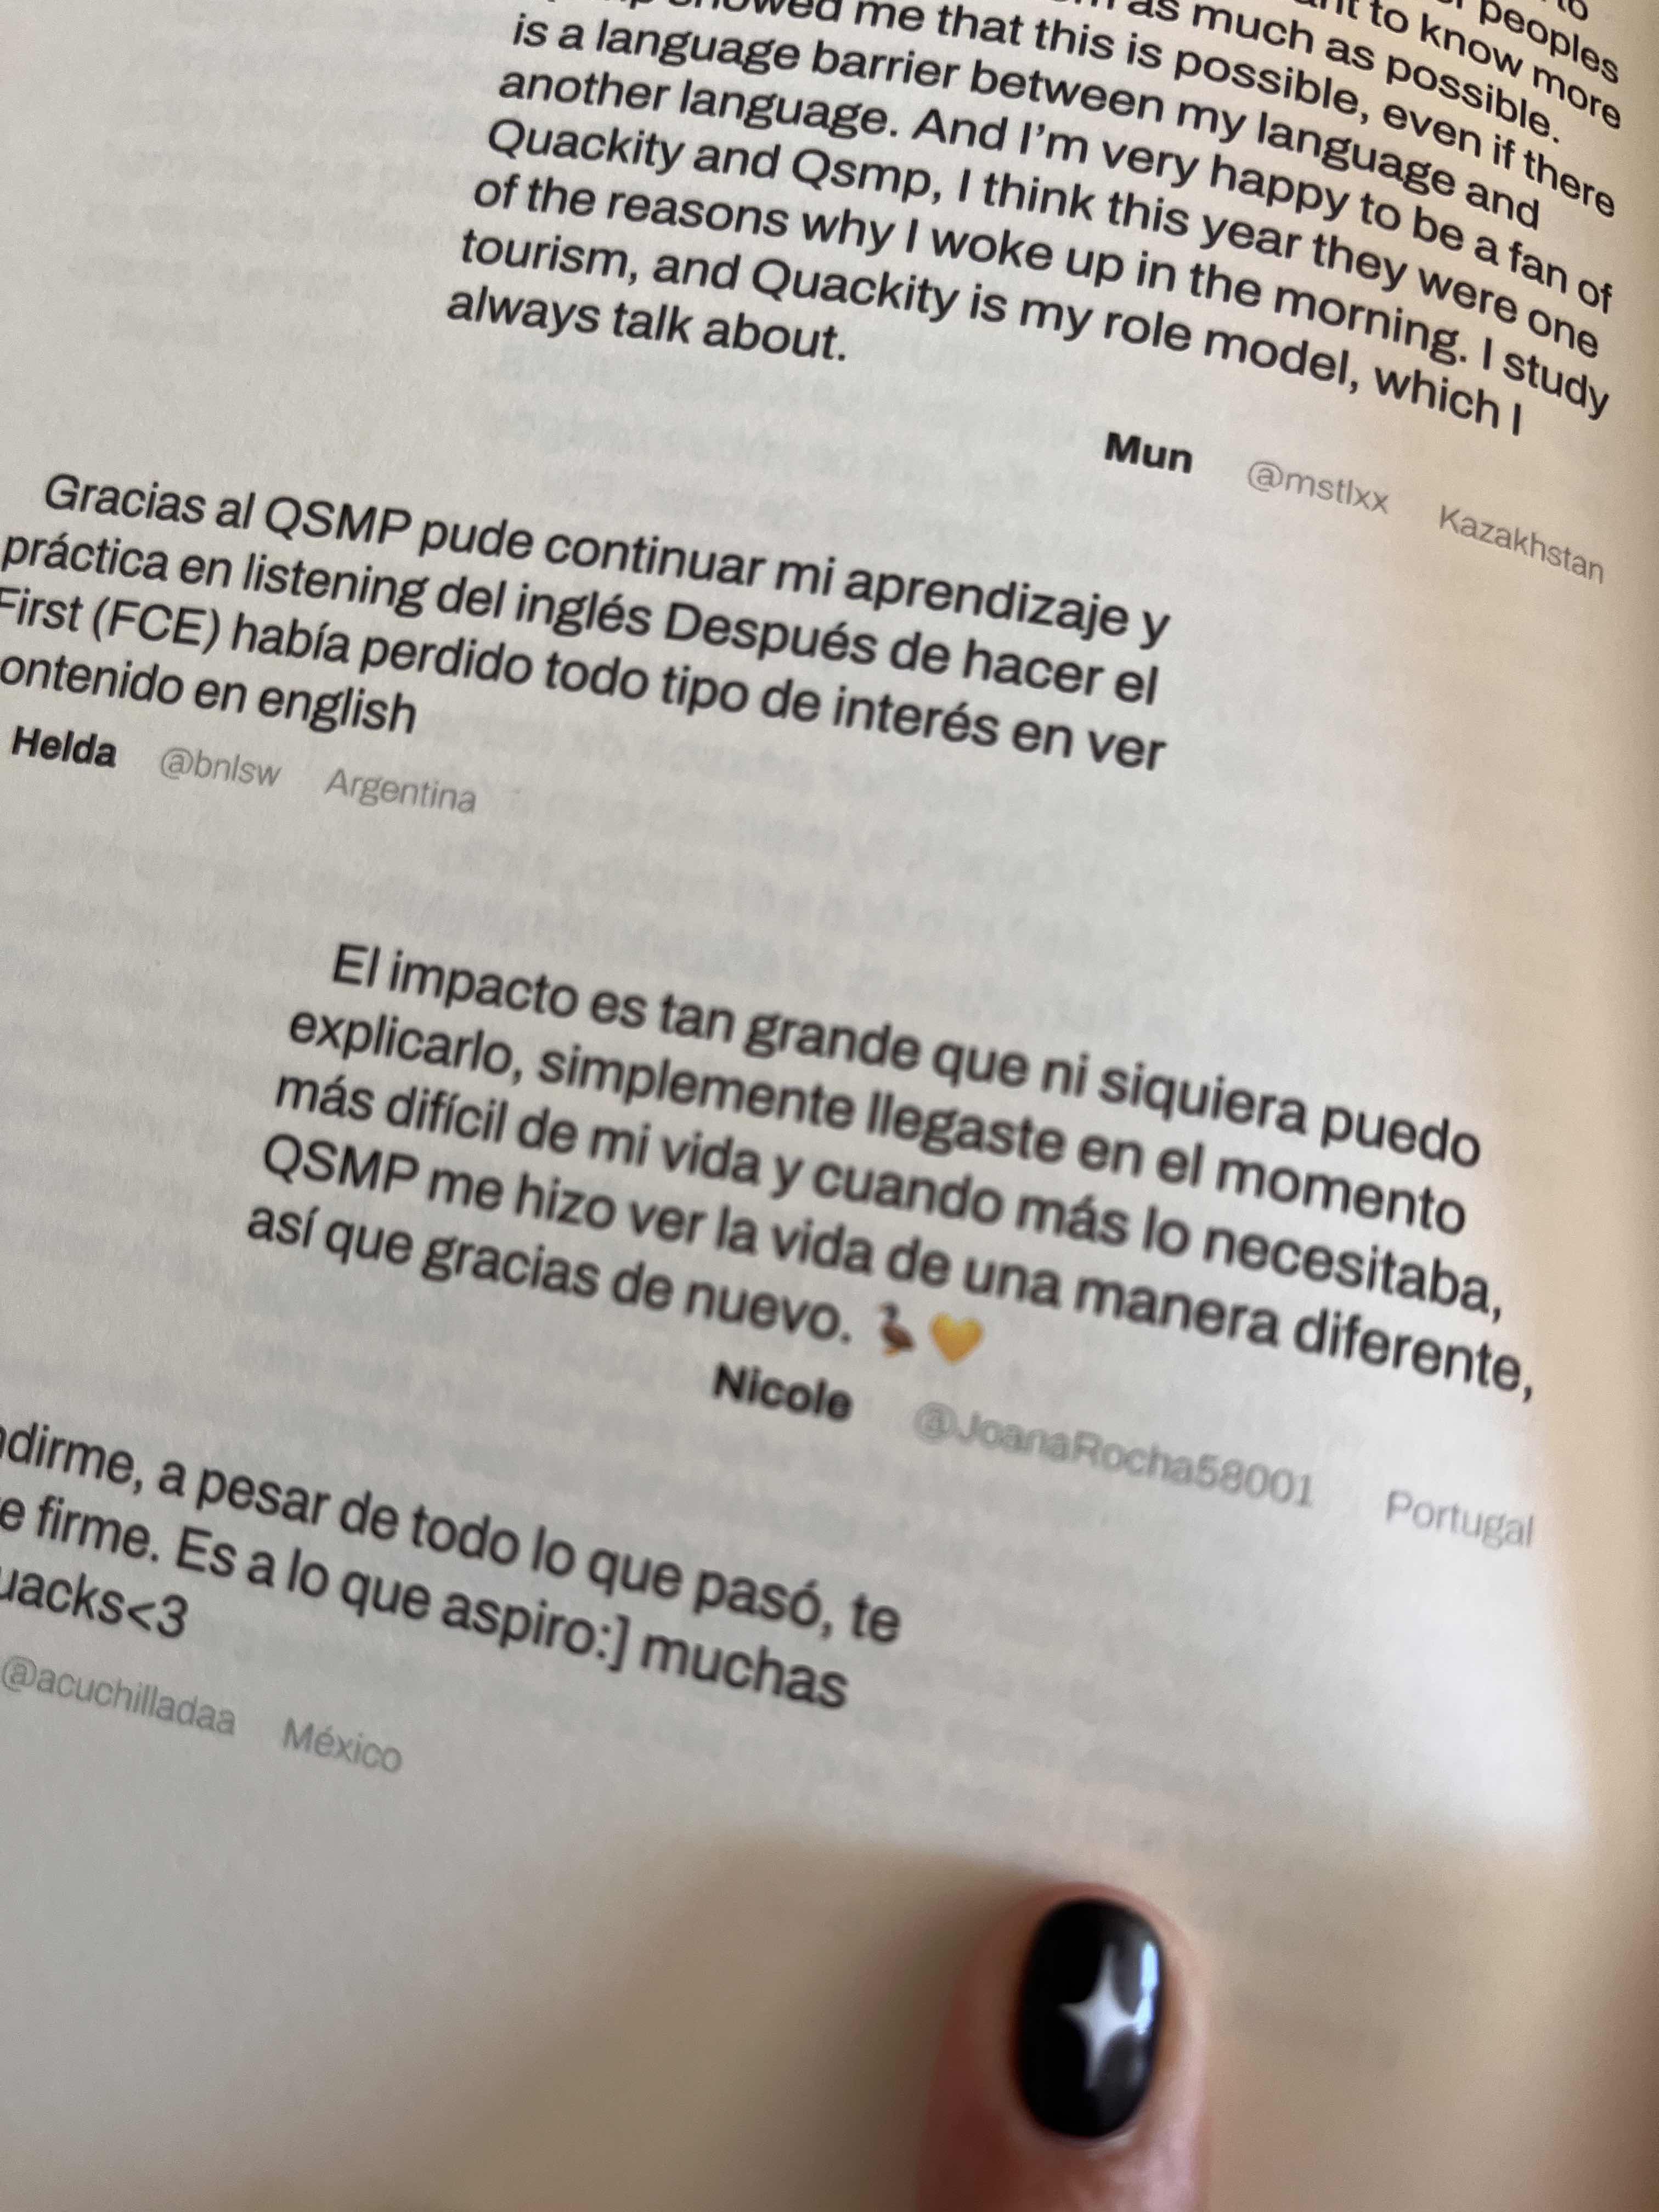 to
peoples
to know more
as much as possible.
me that this is possible, even if there
is a language barrier between my language and
another language. And I'm very happy to be a fan of
Quackity and Qsmp, I think this year they were one
of the reasons why I woke up in the morning. I study
tourism, and Quackity is my role model, which I
always talk about.
Mun @mstlxx Kazakhstan
Gracias al QSMP pude continuar mi aprendizaje y
práctica en listening del inglés Después de hacer el
First (FCE) había perdido todo tipo de interés en ver
ontenido en english
Helda @bnlsw Argentina
El impacto es tan grande que ni siquiera puedo
explicarlo, simplemente llegaste en el momento
más difícil de mi vida y cuando más lo necesitaba,
QSMP me hizo ver la vida de una manera diferente,
así que gracias de nuevo. 🦆💛
Nicole @JoanaRocha58001 Portugal
dirme, a pesar de todo lo que pasó, te
e firme. Es a lo que aspiro:] muchas
uacks<3
@acuchilladaa México